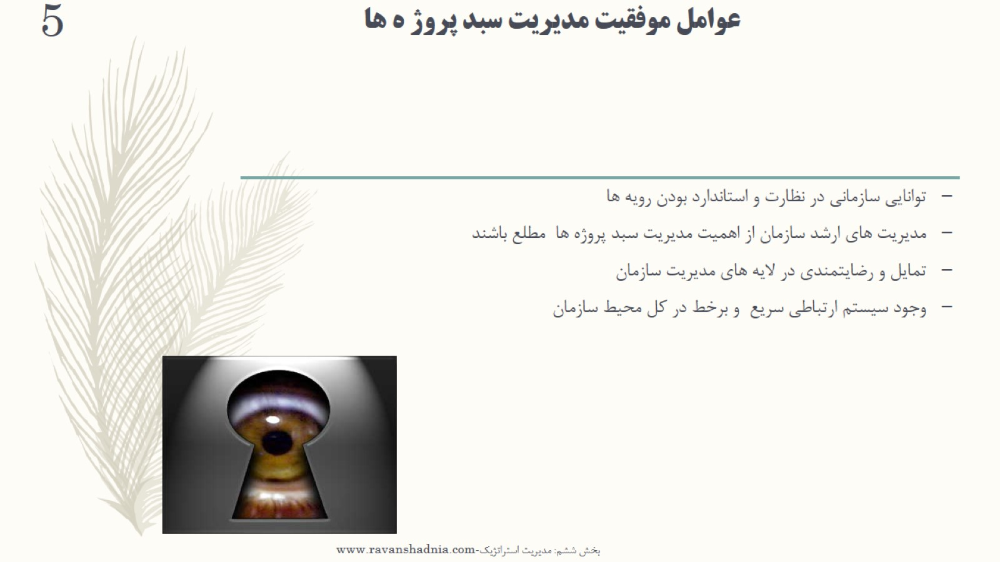 5
عوامل موفقیت مدیریت سبد پروژ ه ها
– توانایی سازمانی در نظارت و استاندارد بودن رویه ها
– مدیریت های ارشد سازمان از اهمیت مدیریت سبد پروژه ها مطلع باشند
– تمایل و رضایتمندی در لایه های مدیریت سازمان
– وجود سیستم ارتباطی سریع و برخط در کل محیط سازمان
بخش ششم: مدیریت استراتژیک-www.ravanshadnia.com